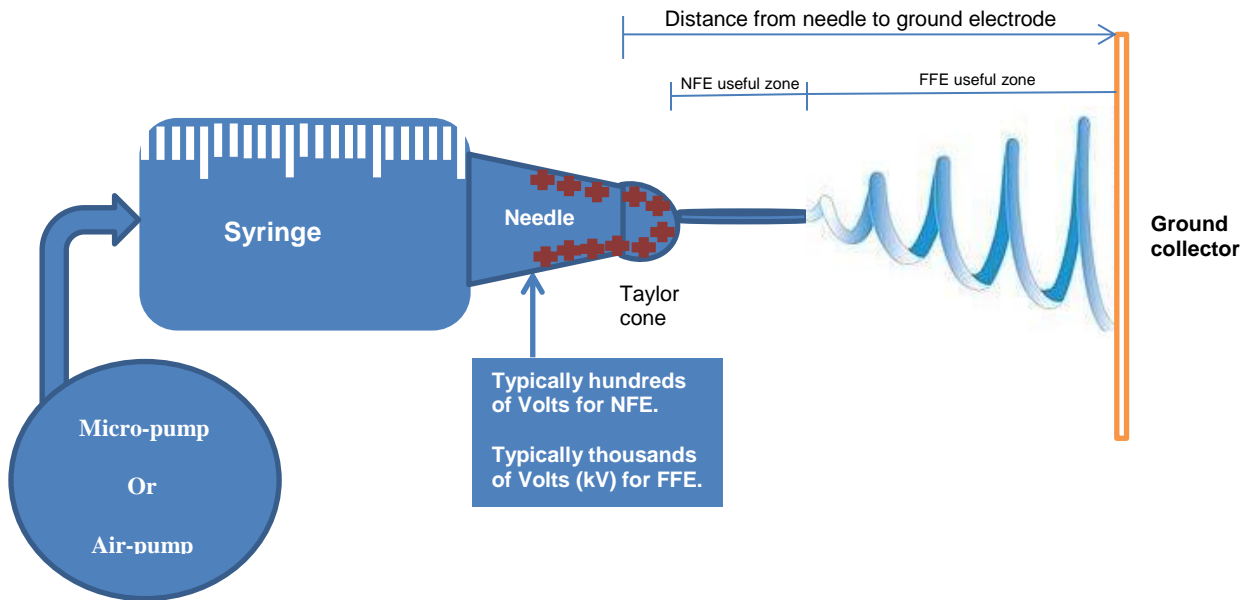 Distance from needle to ground electrode
NFE useful zone
FFE useful zone
Syringe
Needle
Ground
collector
Taylor
cone
Typically hundreds
of Volts for NFE.
Typically thousands
of Volts (kV) for FFE.
Micro-pump
Or
Air-pump